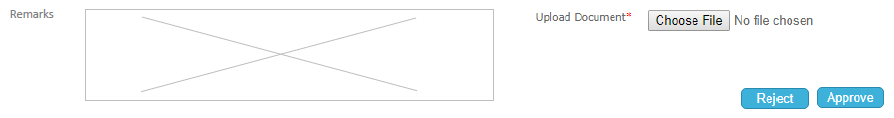 Remarks
Upload Document*
Choose File No file chosen
Reject
Approve